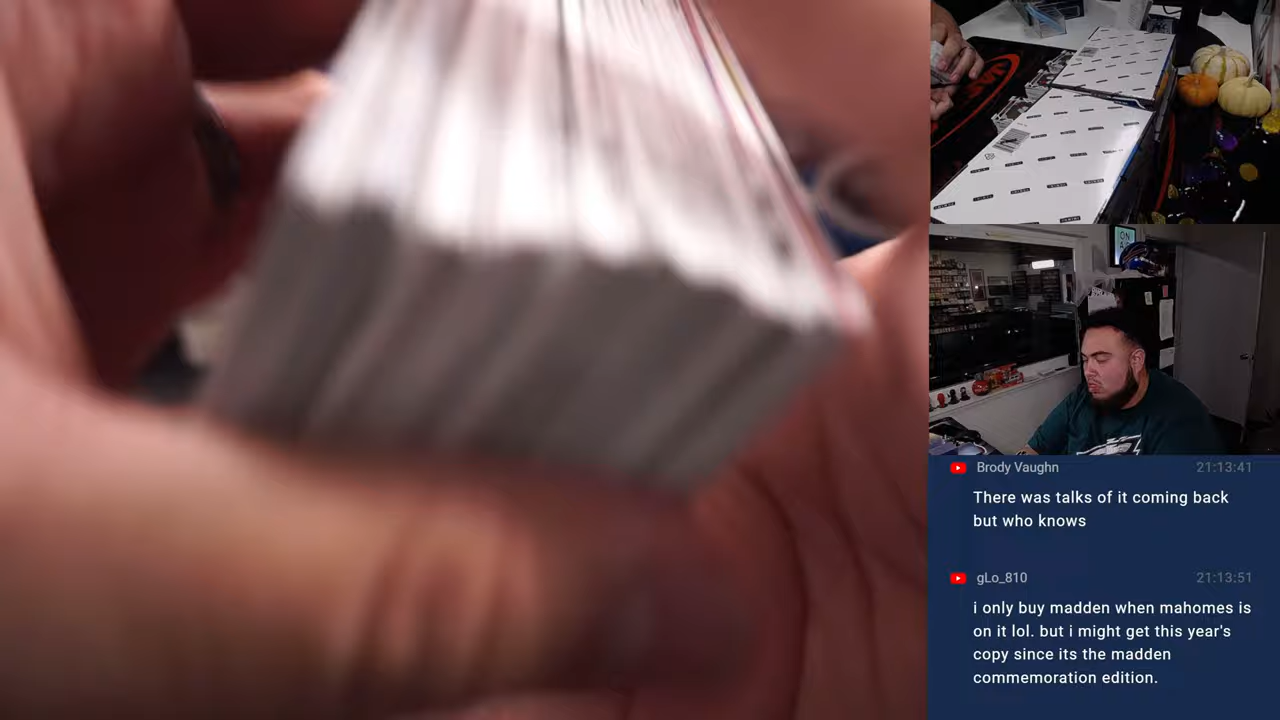 ON
Brody Vaughn
21:13:41
There was talks of it coming back
but who knows
gLo_810
21:13:51
i only buy madden when mahomes is
on it lol. but i might get this year's
copy since its the madden
commemoration edition.